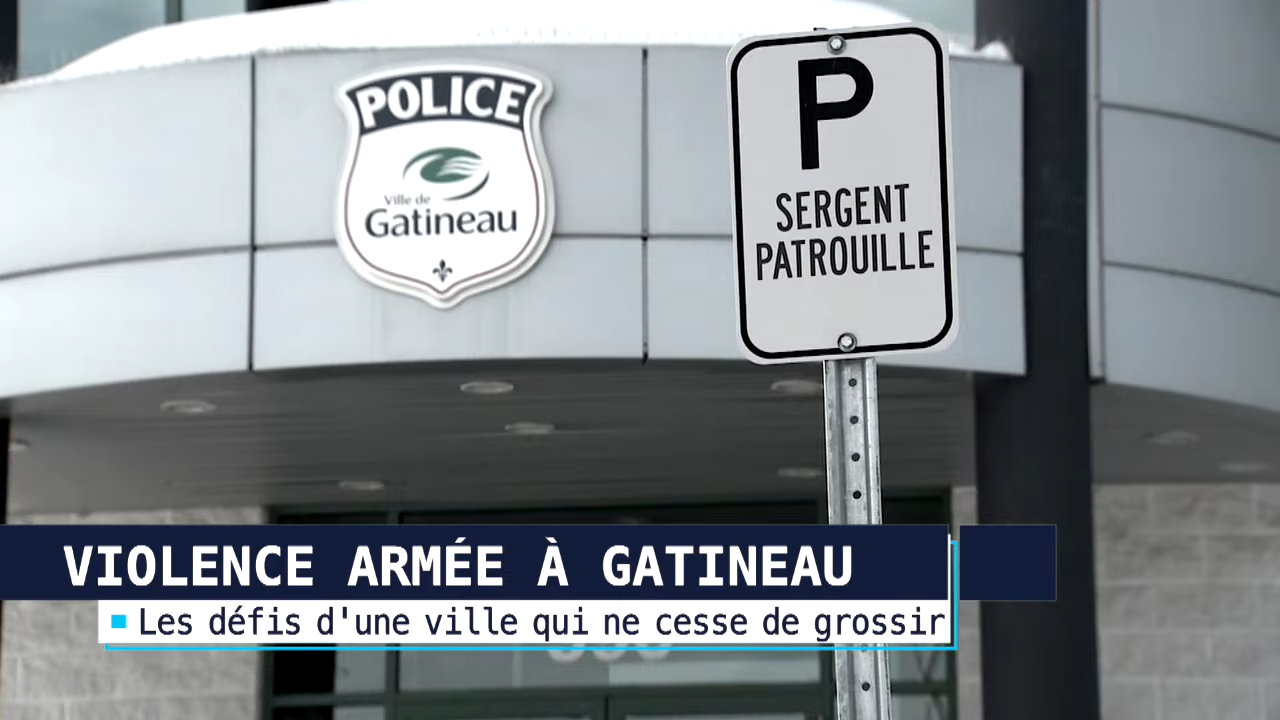 POLICE
Ville de
Gatineau
P
SERGENT
PATROUILLE
VIOLENCE ARMÉE À GATINEAU
Les défis d'une ville qui ne cesse de grossir